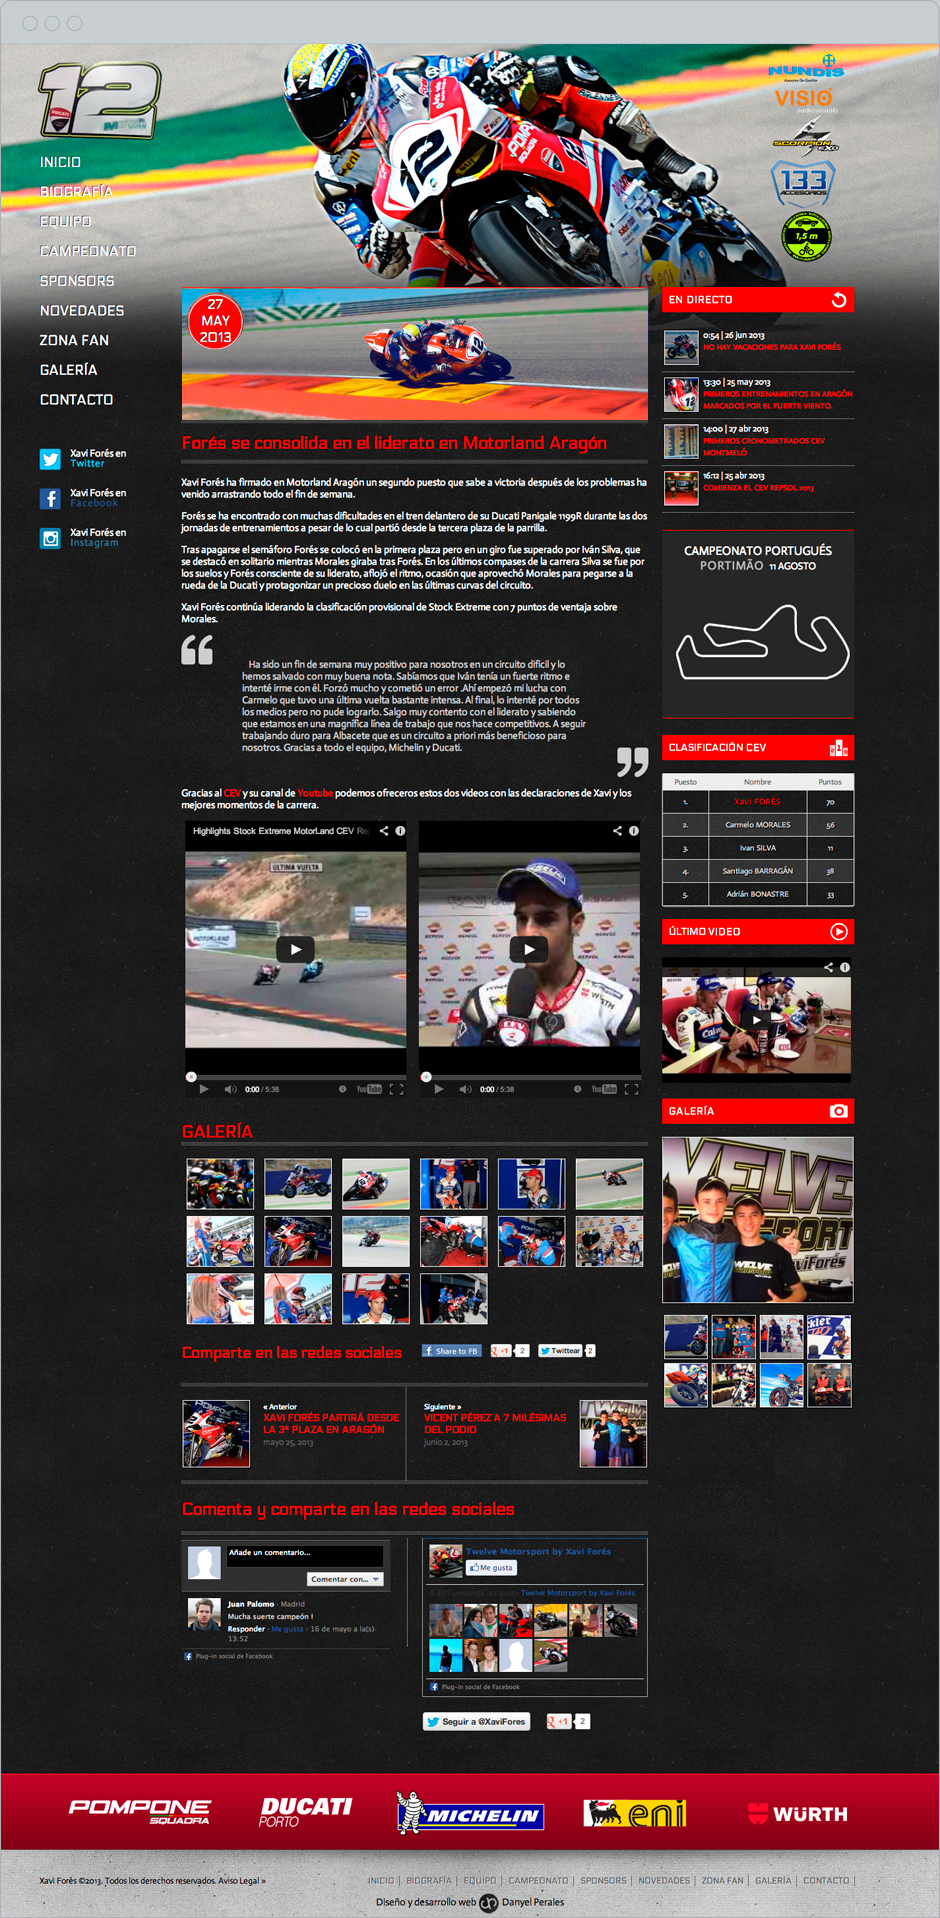 12
DUCATI
NUNDIS
Asesores De Gestión
VISIO
audiovisuals
SCORPION EXO
133
ACCESORIOS
1,5 m
12
POMPONE
SQUADRA
12
INICIO
BIOGRAFÍA
EQUIPO
CAMPEONATO
SPONSORS
NOVEDADES
ZONA FAN
GALERÍA
CONTACTO
Xavi Forés en
Twitter
Xavi Forés en
Facebook
Xavi Forés en
Instagram
27
MAY
2013
Forés se consolida en el liderato en Motorland Aragón
Xavi Forés ha firmado en Motorland Aragón un segundo puesto que sabe a victoria después de los problemas ha
venido arrastrando todo el fin de semana.
Forés se ha encontrado con muchas dificultades en el tren delantero de su Ducati Panigale 1199R durante las dos
jornadas de entrenamientos a pesar de lo cual partió desde la tercera plaza de la parrilla.
Tras apagarse el semáforo Forés se colocó en la primera plaza pero en un giro fue superado por Iván Silva, que
se destacó en solitario mientras Morales giraba tras Forés. En los últimos compases de la carrera Silva se fue por
los suelos y Forés consciente de su liderato, aflojó el ritmo, ocasión que aprovechó Morales para pegarse a la
rueda de la Ducati y protagonizar un precioso duelo en las últimas curvas del circuito.
Xavi Forés continúa liderando la clasificación provisional de Stock Extreme con 7 puntos de ventaja sobre
Morales.
Ha sido un fin de semana muy positivo para nosotros en un circuito dificil y lo
hemos salvado con muy buena nota. Sabíamos que Iván tenía un fuerte ritmo e
intenté irme con él. Forzó mucho y cometió un error .Ahí empezó mi lucha con
Carmelo que tuvo una última vuelta bastante intensa. Al final, lo intenté por todos
los medios pero no pude lograrlo. Salgo muy contento con el liderato y sabiendo
que estamos en una magnífica línea de trabajo que nos hace competitivos. A seguir
trabajando duro para Albacete que es un circuito a priori más beneficioso para
nosotros. Gracias a todo el equipo, Michelin y Ducati.
Gracias al CEV y su canal de Youtube podemos ofreceros estos dos videos con las declaraciones de Xavi y los
mejores momentos de la carrera.
Highlights Stock Extreme MotorLand CEV Re
ÚLTIMA VUELTA
MOTORLAND
0:00 / 5:38
YouTube
REPSOL
WÜRTH
0:00 / 5:38
YouTube
GALERÍA
Comparte en las redes sociales
Share to FB
+1
2
Twittear
2
« Anterior
XAVI FORÉS PARTIRÁ DESDE
LA 3ª PLAZA EN ARAGÓN
mayo 25, 2013
Siguiente »
VICENT PÉREZ A 7 MILÉSIMAS
DEL PODIO
junio 2, 2013
Comenta y comparte en las redes sociales
Añade un comentario...
Comentar con...
Juan Palomo · Madrid
Mucha suerte campeón !
Responder · Me gusta · 16 de mayo a la(s)
13:52
Plug-in social de Facebook
Twelve Motorsport by Xavi Forés
Me gusta
Twelve Motorsport by Xavi Forés
Plug-in social de Facebook
Seguir a @XaviFores
+1
2
EN DIRECTO
0:54 | 26 jun 2013
NO HAY VACACIONES PARA XAVI FORÉS
13:30 | 25 may 2013
PRIMEROS ENTRENAMIENTOS EN ARAGÓN
MARCADOS POR EL FUERTE VIENTO.
14:00 | 27 abr 2013
PRIMEROS CRONOMETRADOS CEV
MONTMELÓ
16:12 | 25 abr 2013
COMIENZA EL CEV REPSOL 2013
CAMPEONATO PORTUGUÉS
PORTIMÃO 11 AGOSTO
CLASIFICACIÓN CEV
Puesto Nombre Puntos
1. Xavi FORÉS 70
2. Carmelo MORALES 56
3. Ivan SILVA 11
4. Santiago BARRAGÁN 38
5. Adrián BONASTRE 33
ÚLTIMO VIDEO
GALERÍA
POMPONE
SQUADRA
DUCATI
PORTO
MICHELIN
eni
WÜRTH
Xavi Forés ©2013. Todos los derechos reservados. Aviso Legal »
INICIO | BIOGRAFÍA | EQUIPO | CAMPEONATO | SPONSORS | NOVEDADES | ZONA FAN | GALERÍA | CONTACTO |
Diseño y desarrollo web Danyel Perales